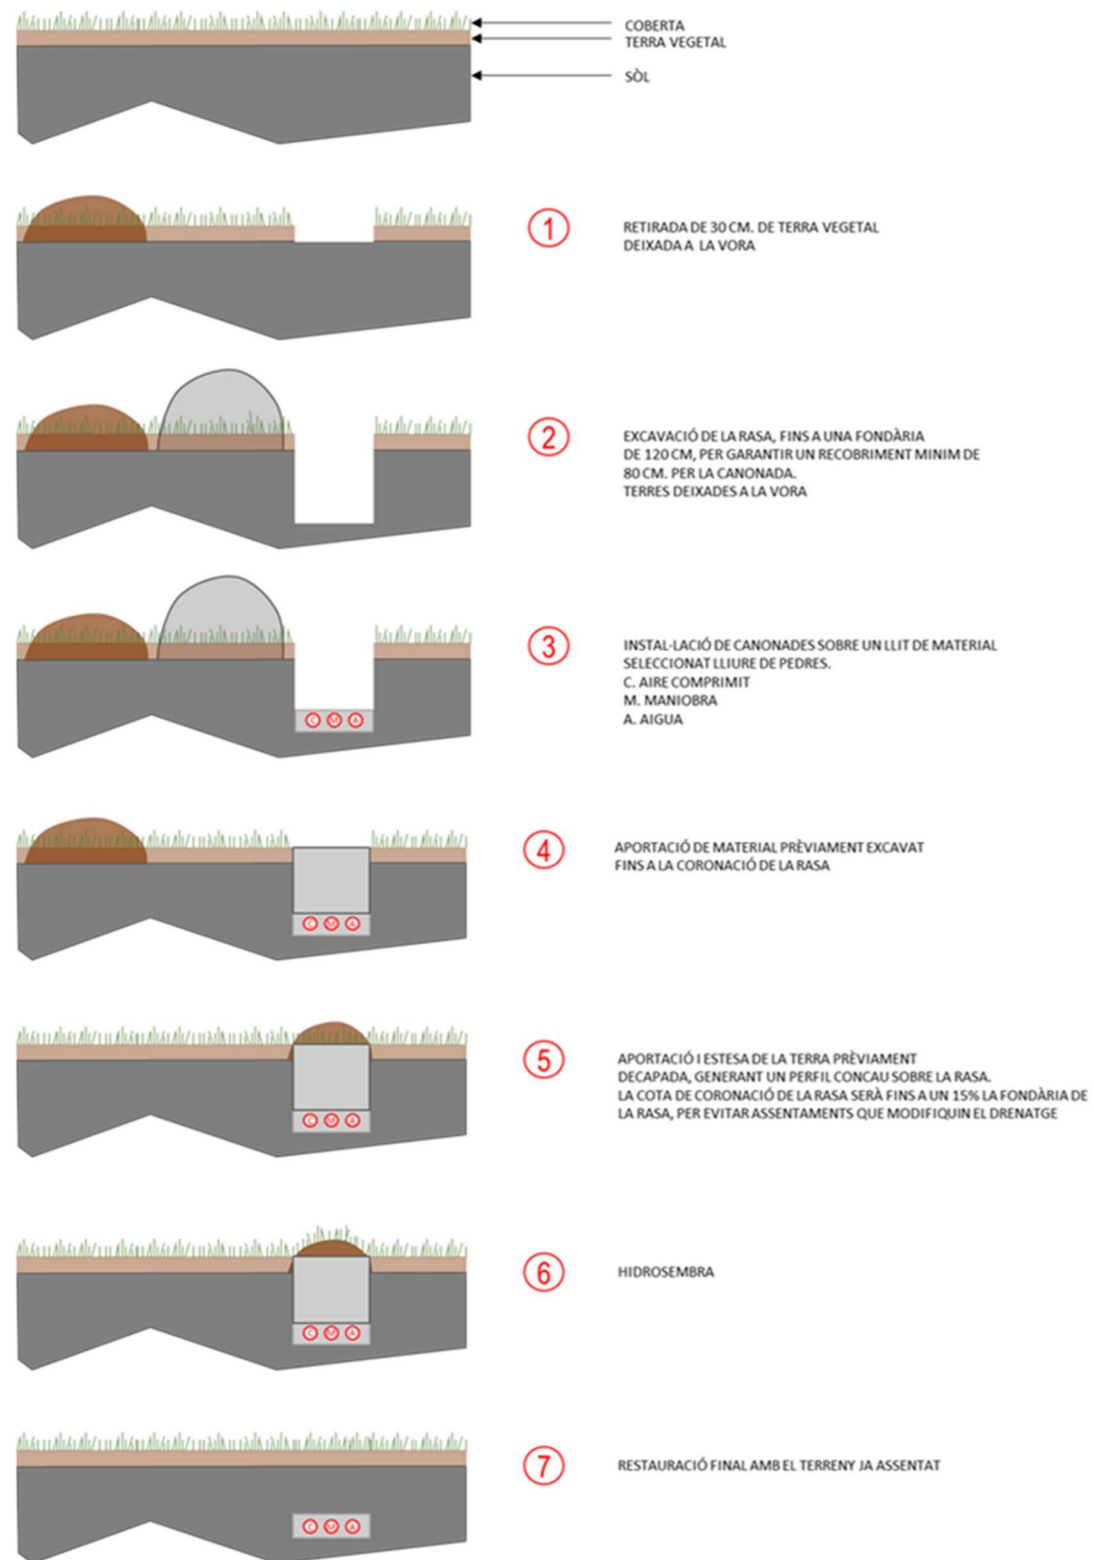 COBERTA
TERRA VEGETAL
SÒL
1
RETIRADA DE 30 CM. DE TERRA VEGETAL
DEIXADA A LA VORA
2
EXCAVACIÓ DE LA RASA, FINS A UNA FONDÀRIA
DE 120 CM, PER GARANTIR UN RECOBRIMENT MINIM DE
80 CM. PER LA CANONADA.
TERRES DEIXADES A LA VORA
3
INSTAL·LACIÓ DE CANONADES SOBRE UN LLIT DE MATERIAL
SELECCIONAT LLIURE DE PEDRES.
C. AIRE COMPRIMIT
M. MANIOBRA
A. AIGUA
C M A
4
APORTACIÓ DE MATERIAL PRÈVIAMENT EXCAVAT
FINS A LA CORONACIÓ DE LA RASA
C M A
5
APORTACIÓ I ESTESA DE LA TERRA PRÈVIAMENT
DECAPADA, GENERANT UN PERFIL CONCAU SOBRE LA RASA.
LA COTA DE CORONACIÓ DE LA RASA SERÀ FINS A UN 15% LA FONDÀRIA DE
LA RASA, PER EVITAR ASSENTAMENTS QUE MODIFIQUIN EL DRENATGE
C M A
6
HIDROSEMBRA
C M A
7
RESTAURACIÓ FINAL AMB EL TERRENY JA ASSENTAT
C M A